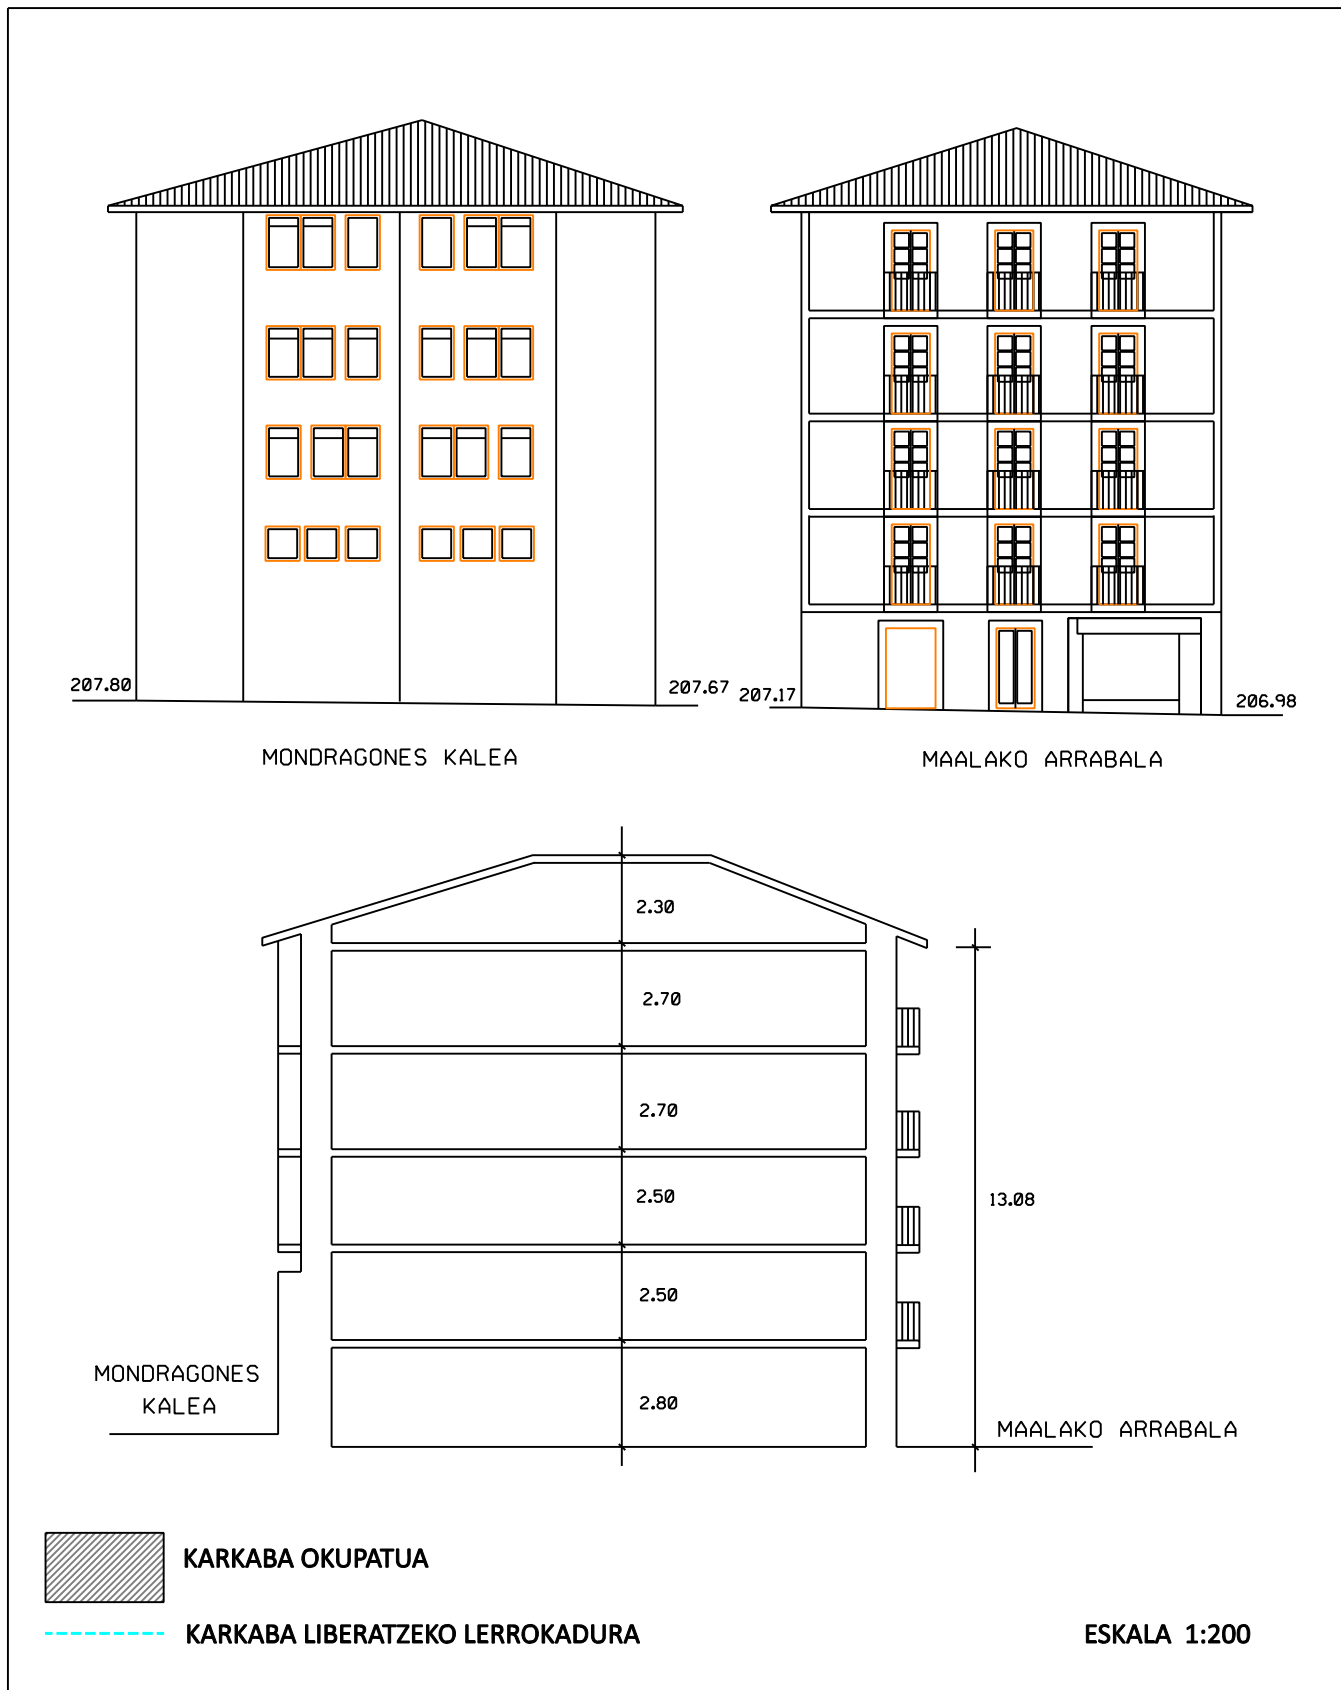 207.80
207.67
207.17
206.98
MONDRAGONES KALEA
MAALAKO ARRABALA
2.30
2.70
2.70
2.50
13.08
2.50
2.80
MONDRAGONES
KALEA
MAALAKO ARRABALA
KARKABA OKUPATUA
KARKABA LIBERATZEKO LERROKADURA
ESKALA 1:200